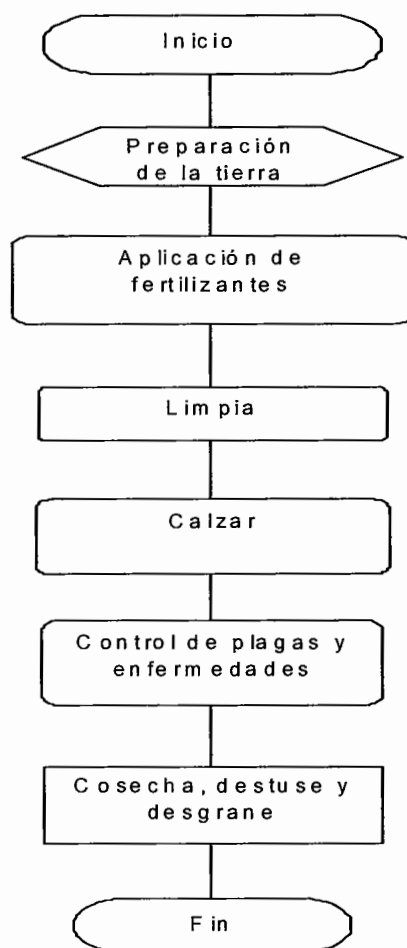 Inicio
Preparación
de la tierra
Aplicación de
fertilizantes
Limpia
Calzar
Control de plagas y
enfermedades
Cosecha, destuse y
desgrane
Fin